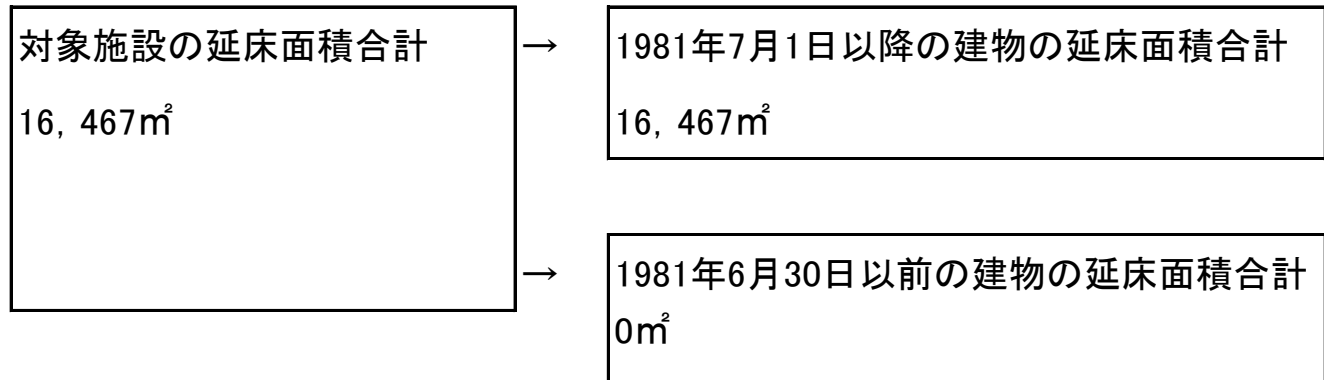 対象施設の延床面積合計
16，467㎡
→
1981年7月1日以降の建物の延床面積合計
16，467㎡
→
1981年6月30日以前の建物の延床面積合計
0㎡